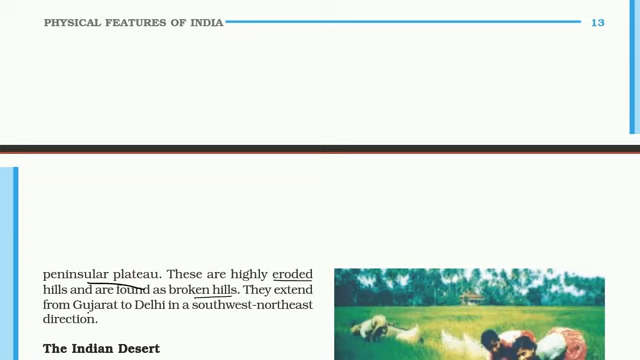 PHYSICAL FEATURES OF INDIA 13
peninsular plateau. These are highly eroded
hills and are found as broken hills. They extend
from Gujarat to Delhi in a southwest-northeast
direction.
The Indian Desert